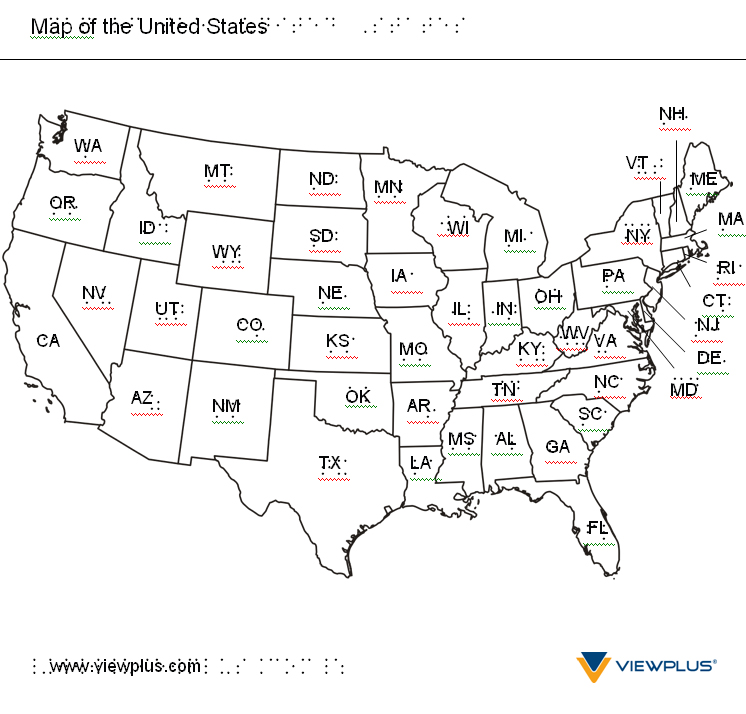 Map of the United States
NH
VT
WA
MT
ME
ND
MN
OR
MA
ID
WI
NY
SD
MI
WY
RI
IA
PA
NV
NE
OH
CT
UT
IL
IN
CO
NJ
WV
CA
KS
VA
MO
KY
DE
NC
MD
AZ
OK
TN
NM
AR
SC
MS
AL
GA
TX
LA
FL
www.viewplus.com
VIEWPLUS®